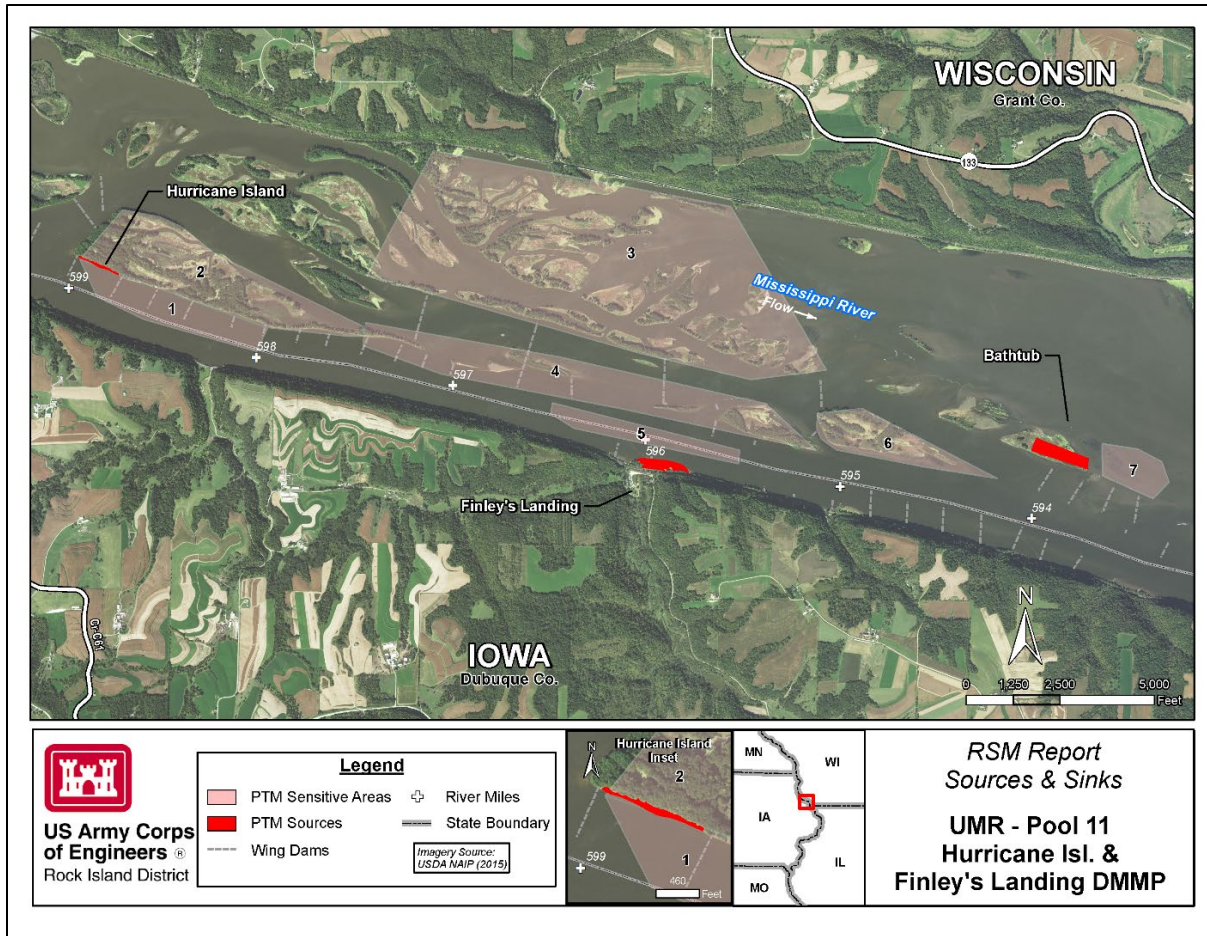 WISCONSIN
Grant Co.
133
Hurricane Island
2
3
599
1
Mississippi River
Flow
598
Bathtub
597
4
5
596
6
7
595
594
Finley's Landing
Cr-C61
IOWA
Dubuque Co.
N
0 1,250 2,500 5,000
Feet
US Army Corps
of Engineers ®
Rock Island District
Legend
PTM Sensitive Areas
PTM Sources
Wing Dams
River Miles
State Boundary
Imagery Source:
USDA NAIP (2015)
N
Hurricane Island
Inset
2
599
1
460
Feet
MN
WI
IA
IL
MO
RSM Report
Sources & Sinks
UMR - Pool 11
Hurricane Isl. &
Finley's Landing DMMP